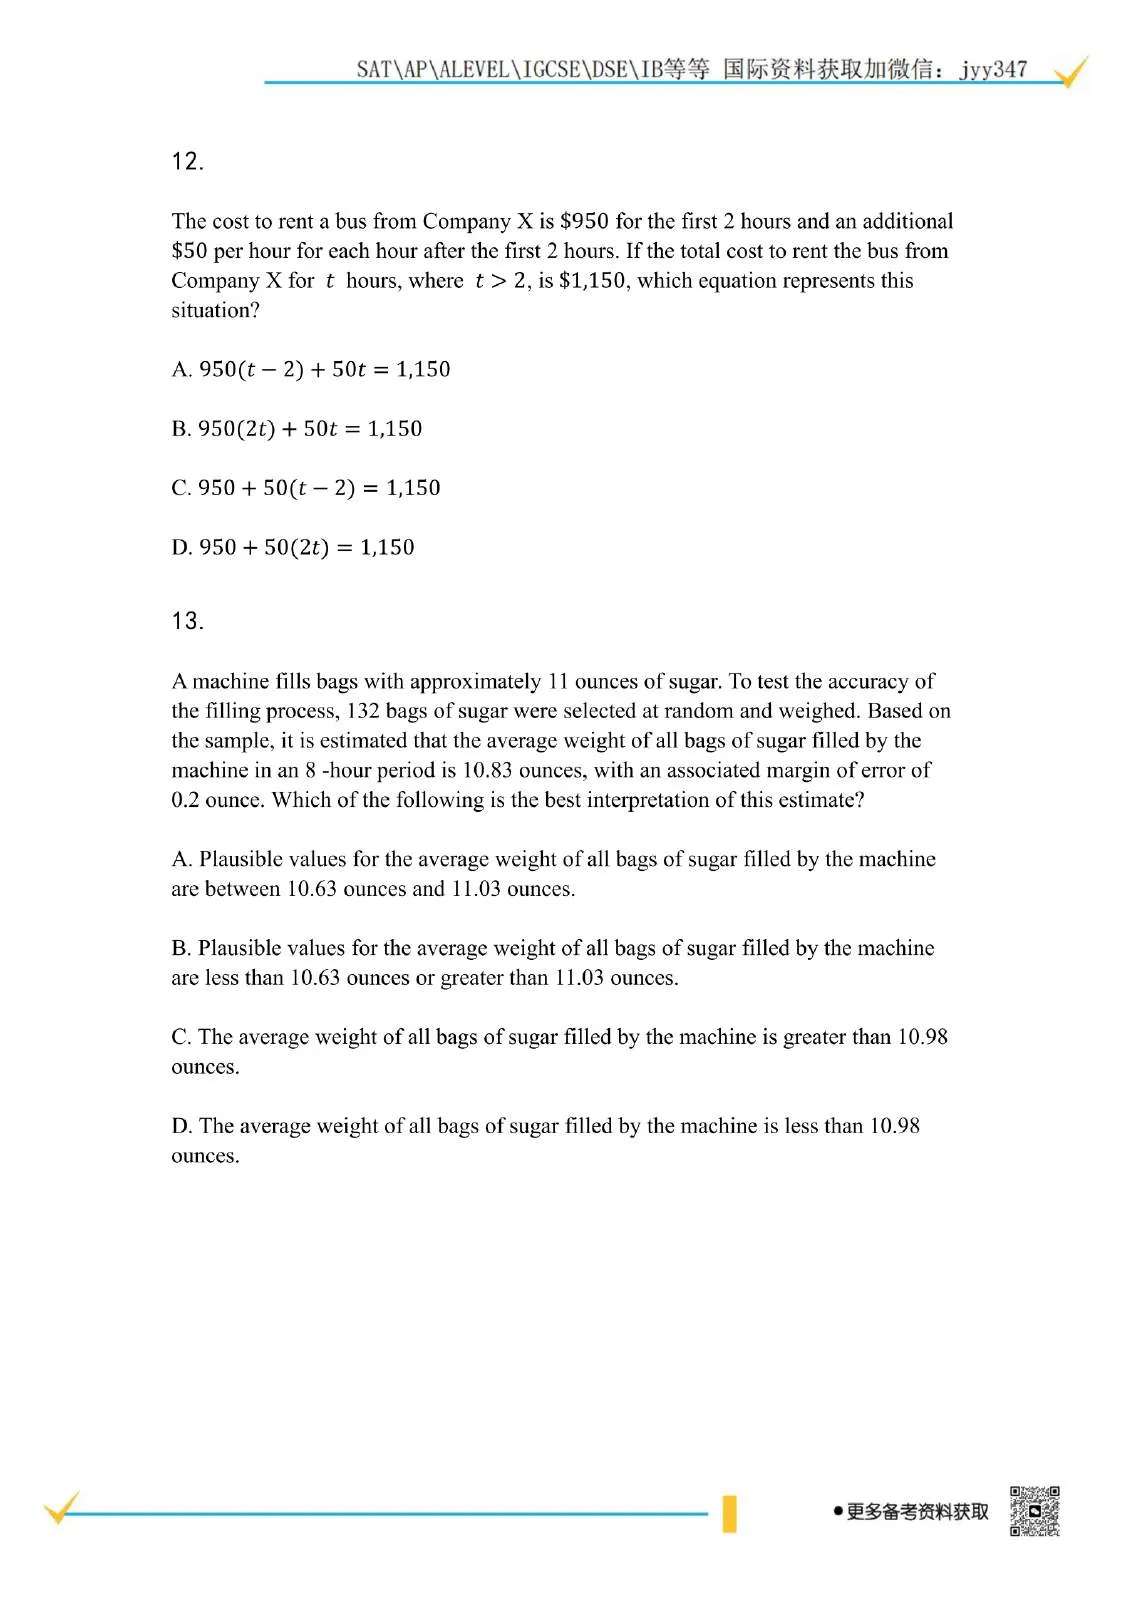 SAT\AP\ALEVEL\IGCSE\DSE\IB等等 国际资料获取加微信：jyy347
12.
The cost to rent a bus from Company X is $950 for the first 2 hours and an additional
$50 per hour for each hour after the first 2 hours. If the total cost to rent the bus from
Company X for t hours, where t > 2, is $1,150, which equation represents this
situation?
A. 950(t − 2) + 50t = 1,150
B. 950(2t) + 50t = 1,150
C. 950 + 50(t − 2) = 1,150
D. 950 + 50(2t) = 1,150
13.
A machine fills bags with approximately 11 ounces of sugar. To test the accuracy of
the filling process, 132 bags of sugar were selected at random and weighed. Based on
the sample, it is estimated that the average weight of all bags of sugar filled by the
machine in an 8 -hour period is 10.83 ounces, with an associated margin of error of
0.2 ounce. Which of the following is the best interpretation of this estimate?
A. Plausible values for the average weight of all bags of sugar filled by the machine
are between 10.63 ounces and 11.03 ounces.
B. Plausible values for the average weight of all bags of sugar filled by the machine
are less than 10.63 ounces or greater than 11.03 ounces.
C. The average weight of all bags of sugar filled by the machine is greater than 10.98
ounces.
D. The average weight of all bags of sugar filled by the machine is less than 10.98
ounces.
●更多备考资料获取